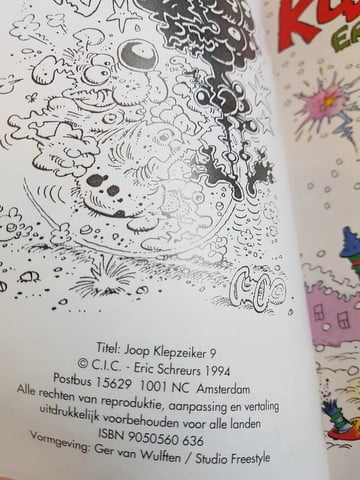 Titel: Joop Klepzeiker 9
© C.I.C. - Eric Schreurs 1994
Postbus 15629 1001 NC Amsterdam
Alle rechten van reproduktie, aanpassing en vertaling
uitdrukkelijk voorbehouden voor alle landen
ISBN 9050560 636
Vormgeving: Ger van Wulften / Studio Freestyle